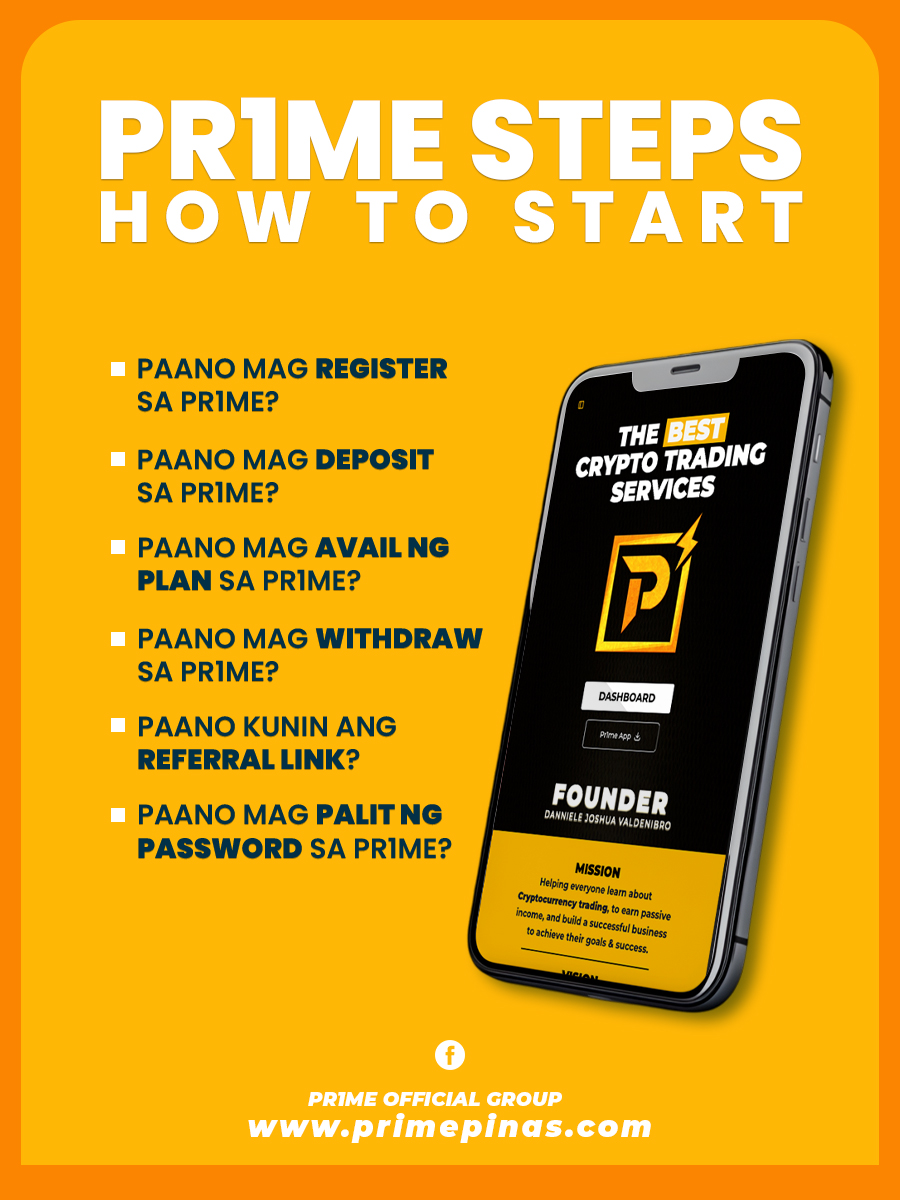 PR1ME STEPS
HOW TO START
PAANO MAG REGISTER
SA PR1ME?
PAANO MAG DEPOSIT
SA PR1ME?
PAANO MAG AVAIL NG
PLAN SA PR1ME?
PAANO MAG WITHDRAW
SA PR1ME?
PAANO KUNIN ANG
REFERRAL LINK?
PAANO MAG PALIT NG
PASSWORD SA PR1ME?
THE BEST
CRYPTO TRADING
SERVICES
P
DASHBOARD
Pr1me App
FOUNDER
DANNIELE JOSHUA VALDENIBRO
MISSION
Helping everyone learn about
Cryptocurrency trading, to earn passive
income, and build a successful business
to achieve their goals & success.
VISION
f
PR1ME OFFICIAL GROUP
www.pr1mepinas.com